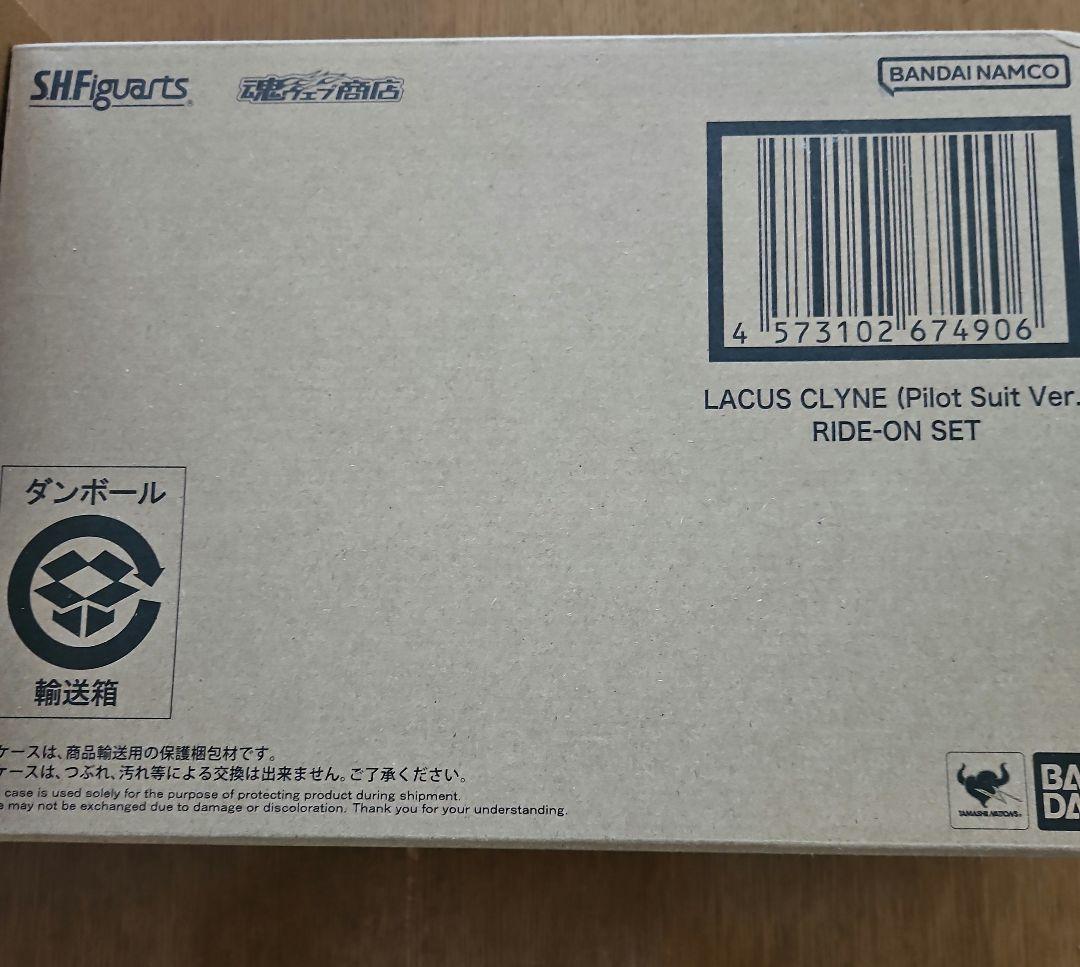 S.H.Figuarts
魂ウェブ商店
BANDAI NAMCO
4 573102 674906
LACUS CLYNE (Pilot Suit Ver.
RIDE-ON SET
ダンボール
輸送箱
ケースは、商品輸送用の保護梱包材です。
ケースは、つぶれ、汚れ等による交換は出来ません。ご了承ください。
case is used solely for the purpose of protecting product during shipment.
may not be exchanged due to damage or discoloration. Thank you for your understanding.
TAMASHII NATIONS
BA
DA